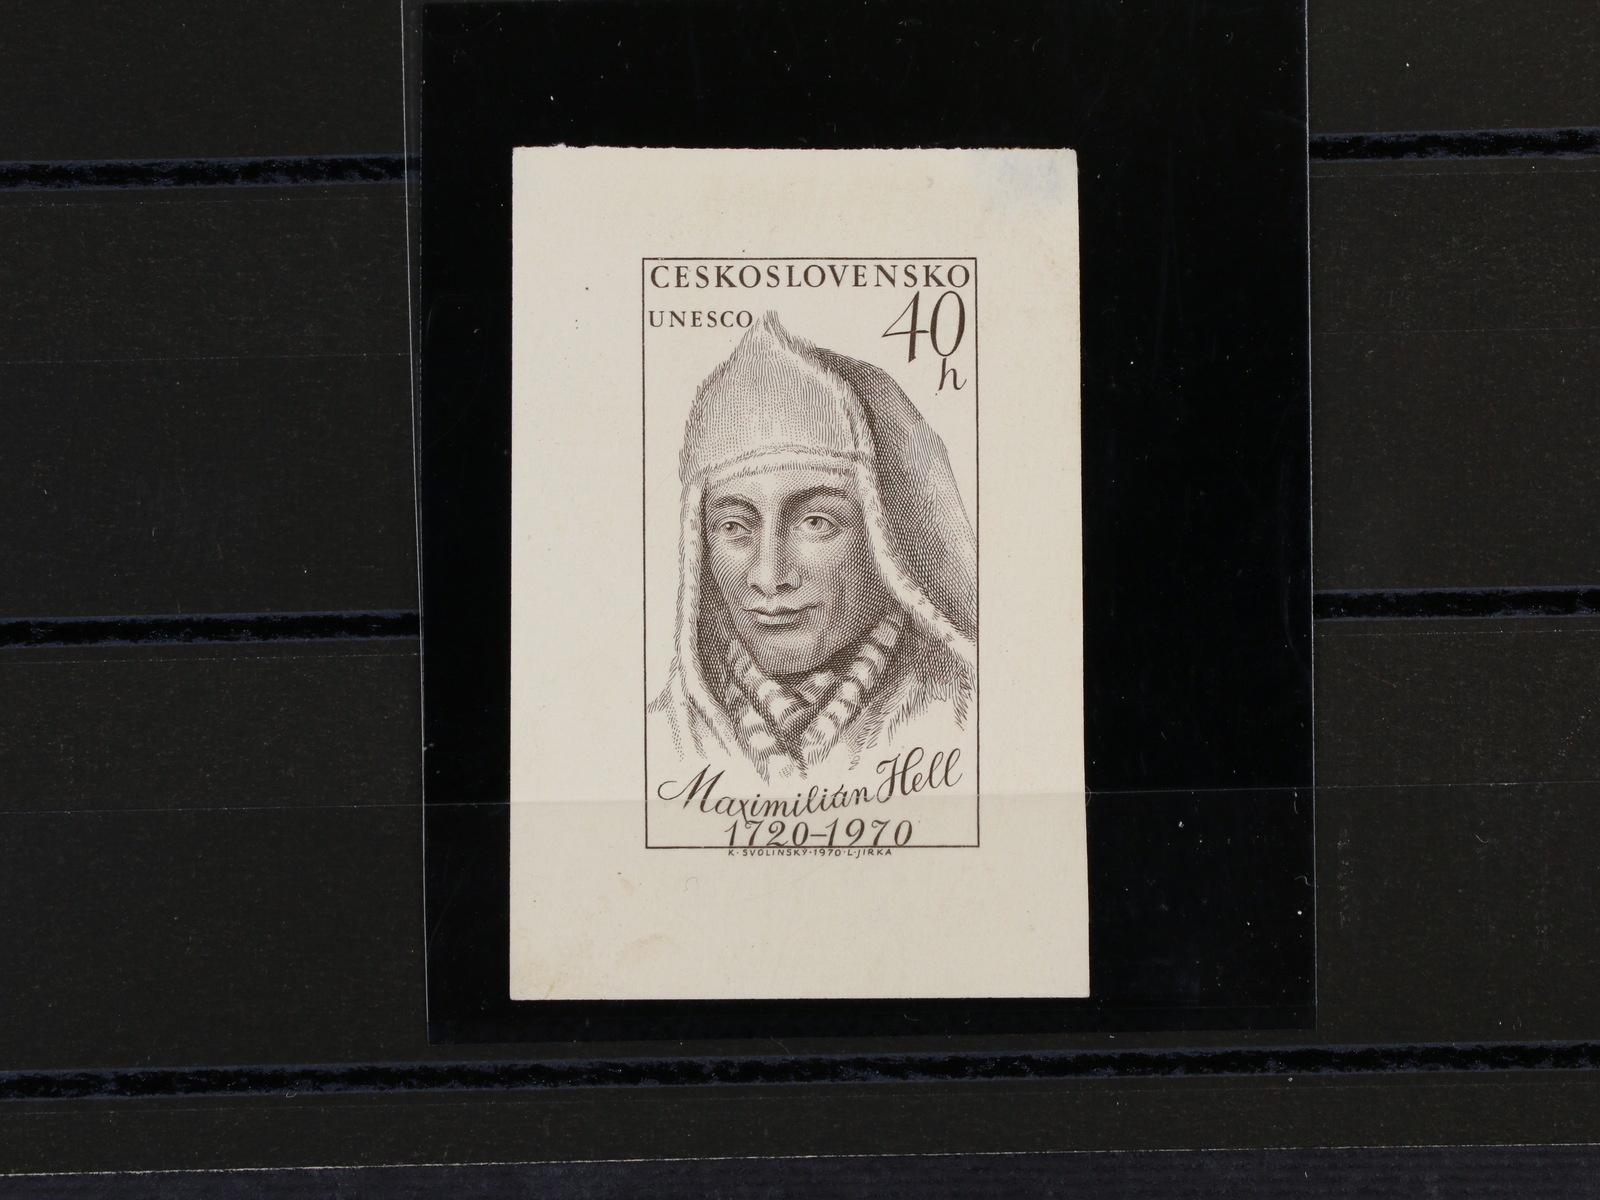 CESKOSLOVENSKO
UNESCO
40
h
Maximilián Hell
1720–1970
K·SVOLINSKÝ·1970·L·JIRKA